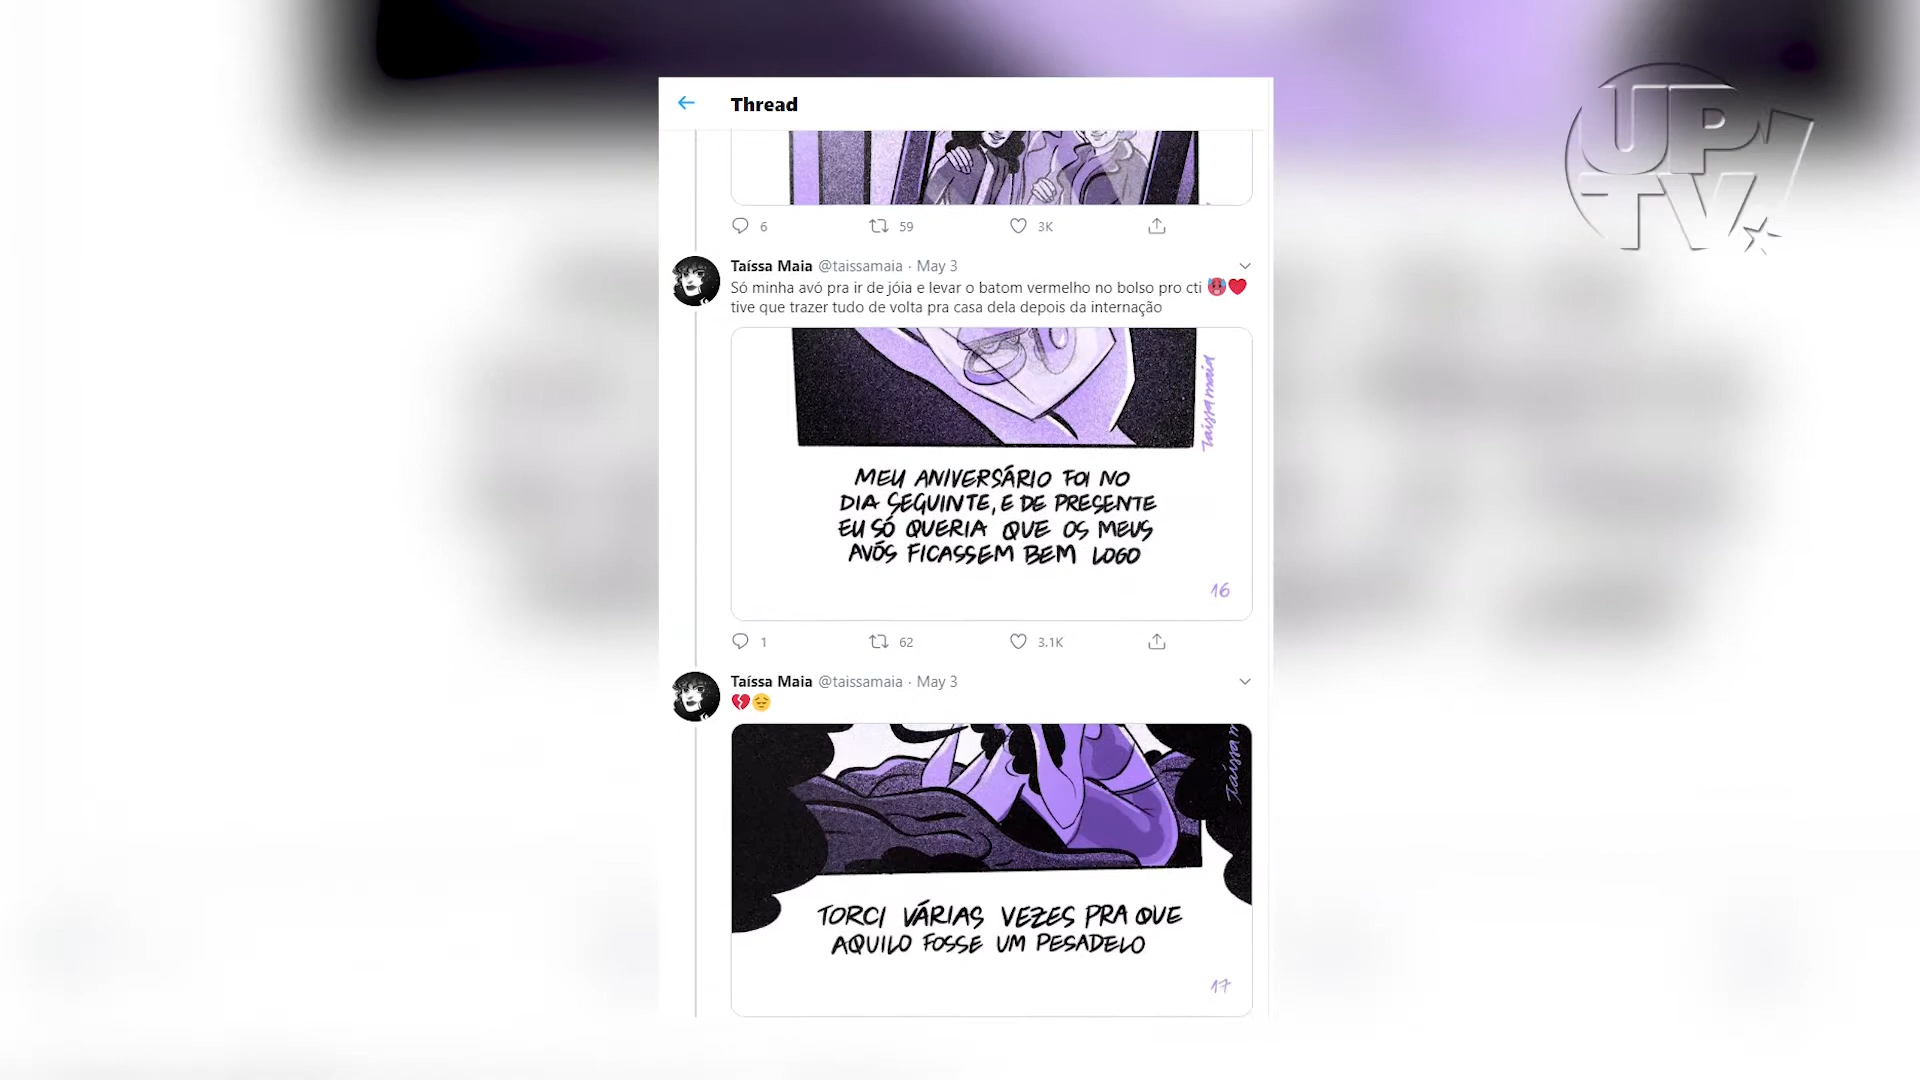 UP!
TV
Thread
6
59
3K
Taíssa Maia @taissamaia · May 3
Só minha avó pra ir de jóia e levar o batom vermelho no bolso pro cti 🥵❤️
tive que trazer tudo de volta pra casa dela depois da internação
taissamaia
MEU ANIVERSÁRIO FOI NO
DIA SEGUINTE, E DE PRESENTE
EU SÓ QUERIA QUE OS MEUS
AVÓS FICASSEM BEM LOGO
16
1
62
3.1K
Taíssa Maia @taissamaia · May 3
💔😔
Taíssa m
TORCI VÁRIAS VEZES PRA QUE
AQUILO FOSSE UM PESADELO
17